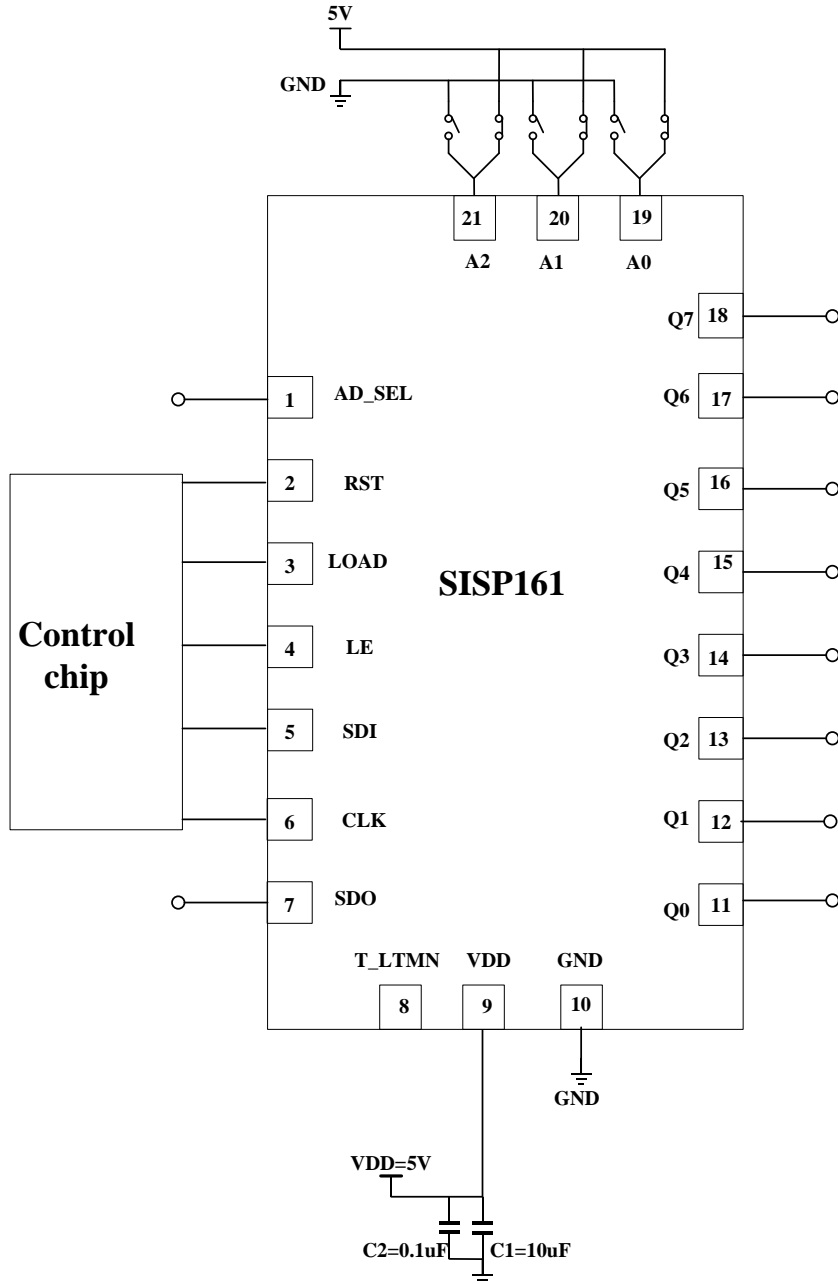 5V
GND
21 20 19
A2 A1 A0
Q7 18
1 AD_SEL
Q6 17
2 RST
Q5 16
3 LOAD
SISP161
Q4 15
Control
chip
4 LE
Q3 14
5 SDI
Q2 13
6 CLK
Q1 12
7 SDO
Q0 11
T_LTMN VDD GND
8 9 10
GND
VDD=5V
C2=0.1uF C1=10uF